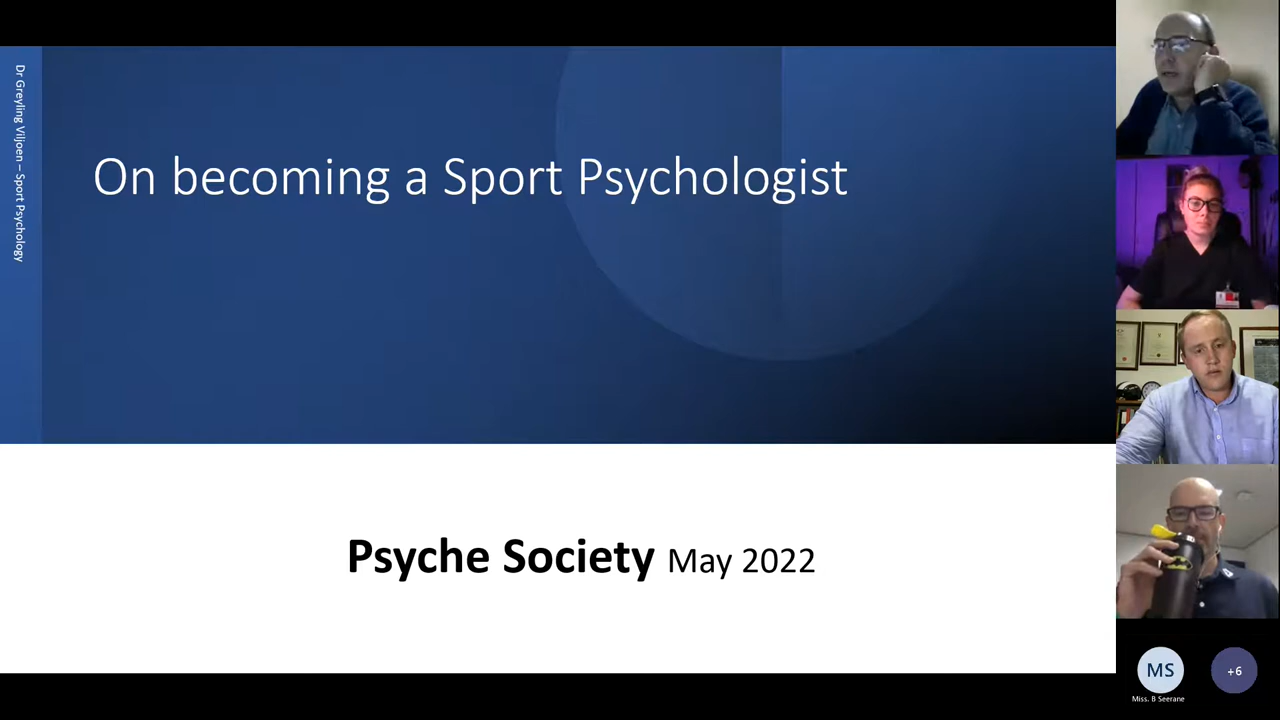 Dr Greyling Viljoen – Sport Psychology
On becoming a Sport Psychologist
Psyche Society May 2022
MS
+6
Miss. B Seerane